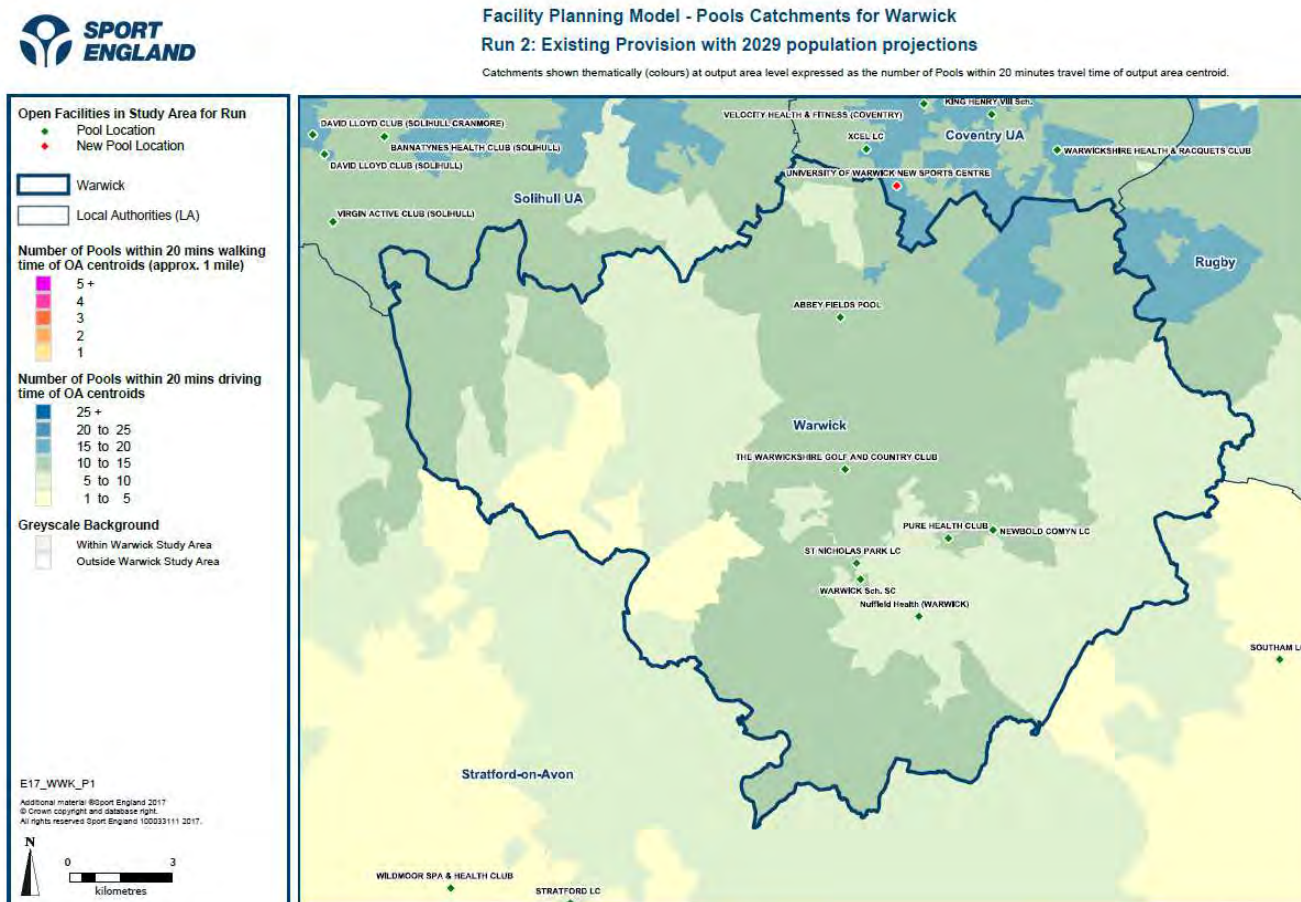 SPORT
ENGLAND
Facility Planning Model - Pools Catchments for Warwick
Run 2: Existing Provision with 2029 population projections
Catchments shown thematically (colours) at output area level expressed as the number of Pools within 20 minutes travel time of output area centroid.
Open Facilities in Study Area for Run
Pool Location
New Pool Location
Warwick
Local Authorities (LA)
Number of Pools within 20 mins walking
time of OA centroids (approx. 1 mile)
5 +
4
3
2
1
Number of Pools within 20 mins driving
time of OA centroids
25 +
20 to 25
15 to 20
10 to 15
5 to 10
1 to 5
Greyscale Background
Within Warwick Study Area
Outside Warwick Study Area
E17_WWK_P1
Additional material ©Sport England 2017
© Crown copyright and database right.
All rights reserved Sport England 100033111 2017.
N
0 3
kilometres
KING HENRY VIII Sch.
VELOCITY HEALTH & FITNESS (COVENTRY)
DAVID LLOYD CLUB (SOLIHULL CRANMORE)
XCEL LC
Coventry UA
BANNATYNES HEALTH CLUB (SOLIHULL)
WARWICKSHIRE HEALTH & RACQUETS CLUB
DAVID LLOYD CLUB (SOLIHULL)
UNIVERSITY OF WARWICK NEW SPORTS CENTRE
Solihull UA
VIRGIN ACTIVE CLUB (SOLIHULL)
Rugby
ABBEY FIELDS POOL
Warwick
THE WARWICKSHIRE GOLF AND COUNTRY CLUB
PURE HEALTH CLUB
NEWBOLD COMYN LC
ST NICHOLAS PARK LC
WARWICK Sch. SC
Nuffield Health (WARWICK)
SOUTHAM L
Stratford-on-Avon
WILDMOOR SPA & HEALTH CLUB
STRATFORD LC